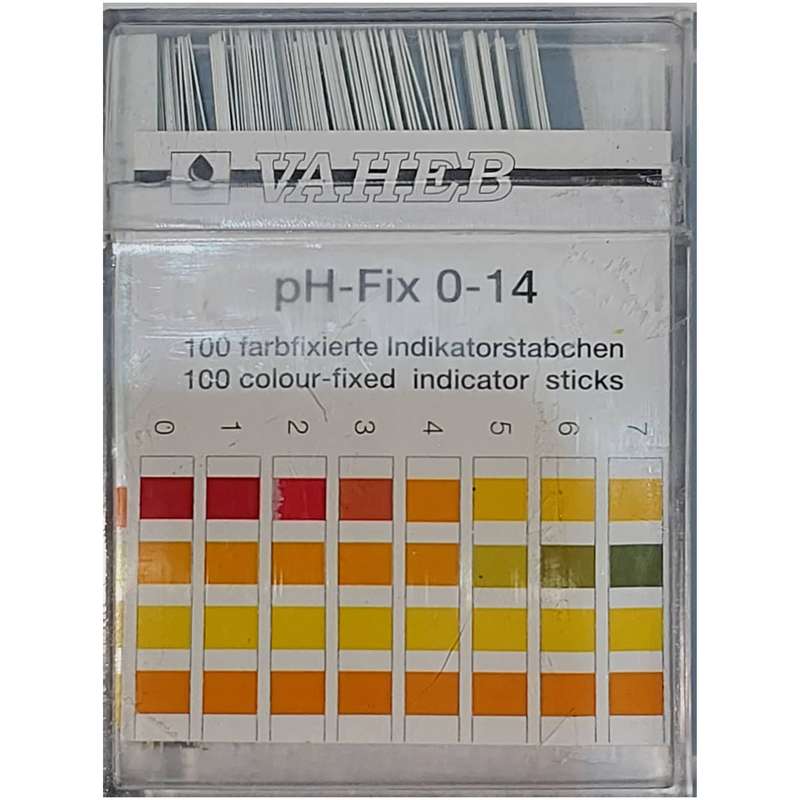 VAHEB
pH-Fix 0-14
100 farbfixierte Indikatorstabchen
100 colour-fixed indicator sticks
0 1 2 3 4 5 6 7